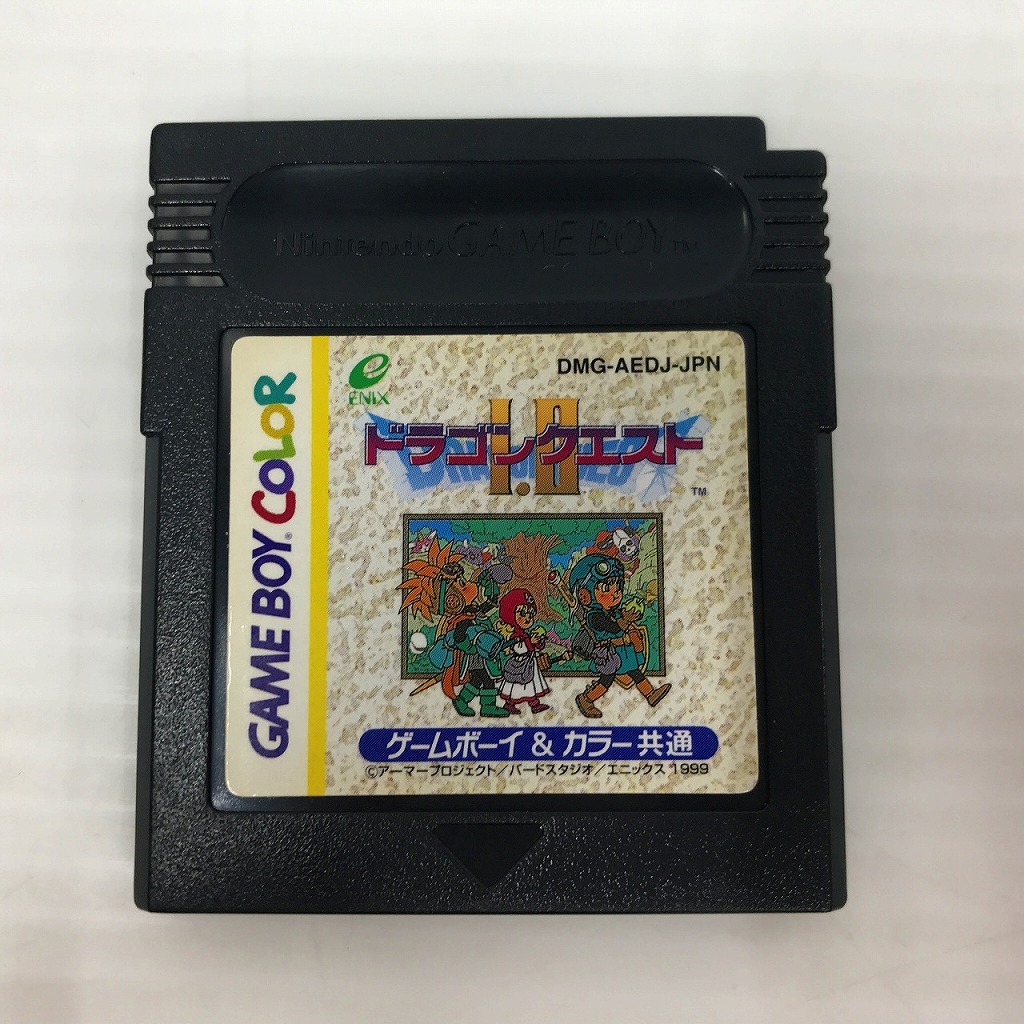 Nintendo GAME BOY TM
GAME BOY® COLOR
ENIX
DMG-AEDJ-JPN
I・II
ドラゴンクエスト
TM
ゲームボーイ & カラー共通
©アーマープロジェクト/バードスタジオ/エニックス 1999